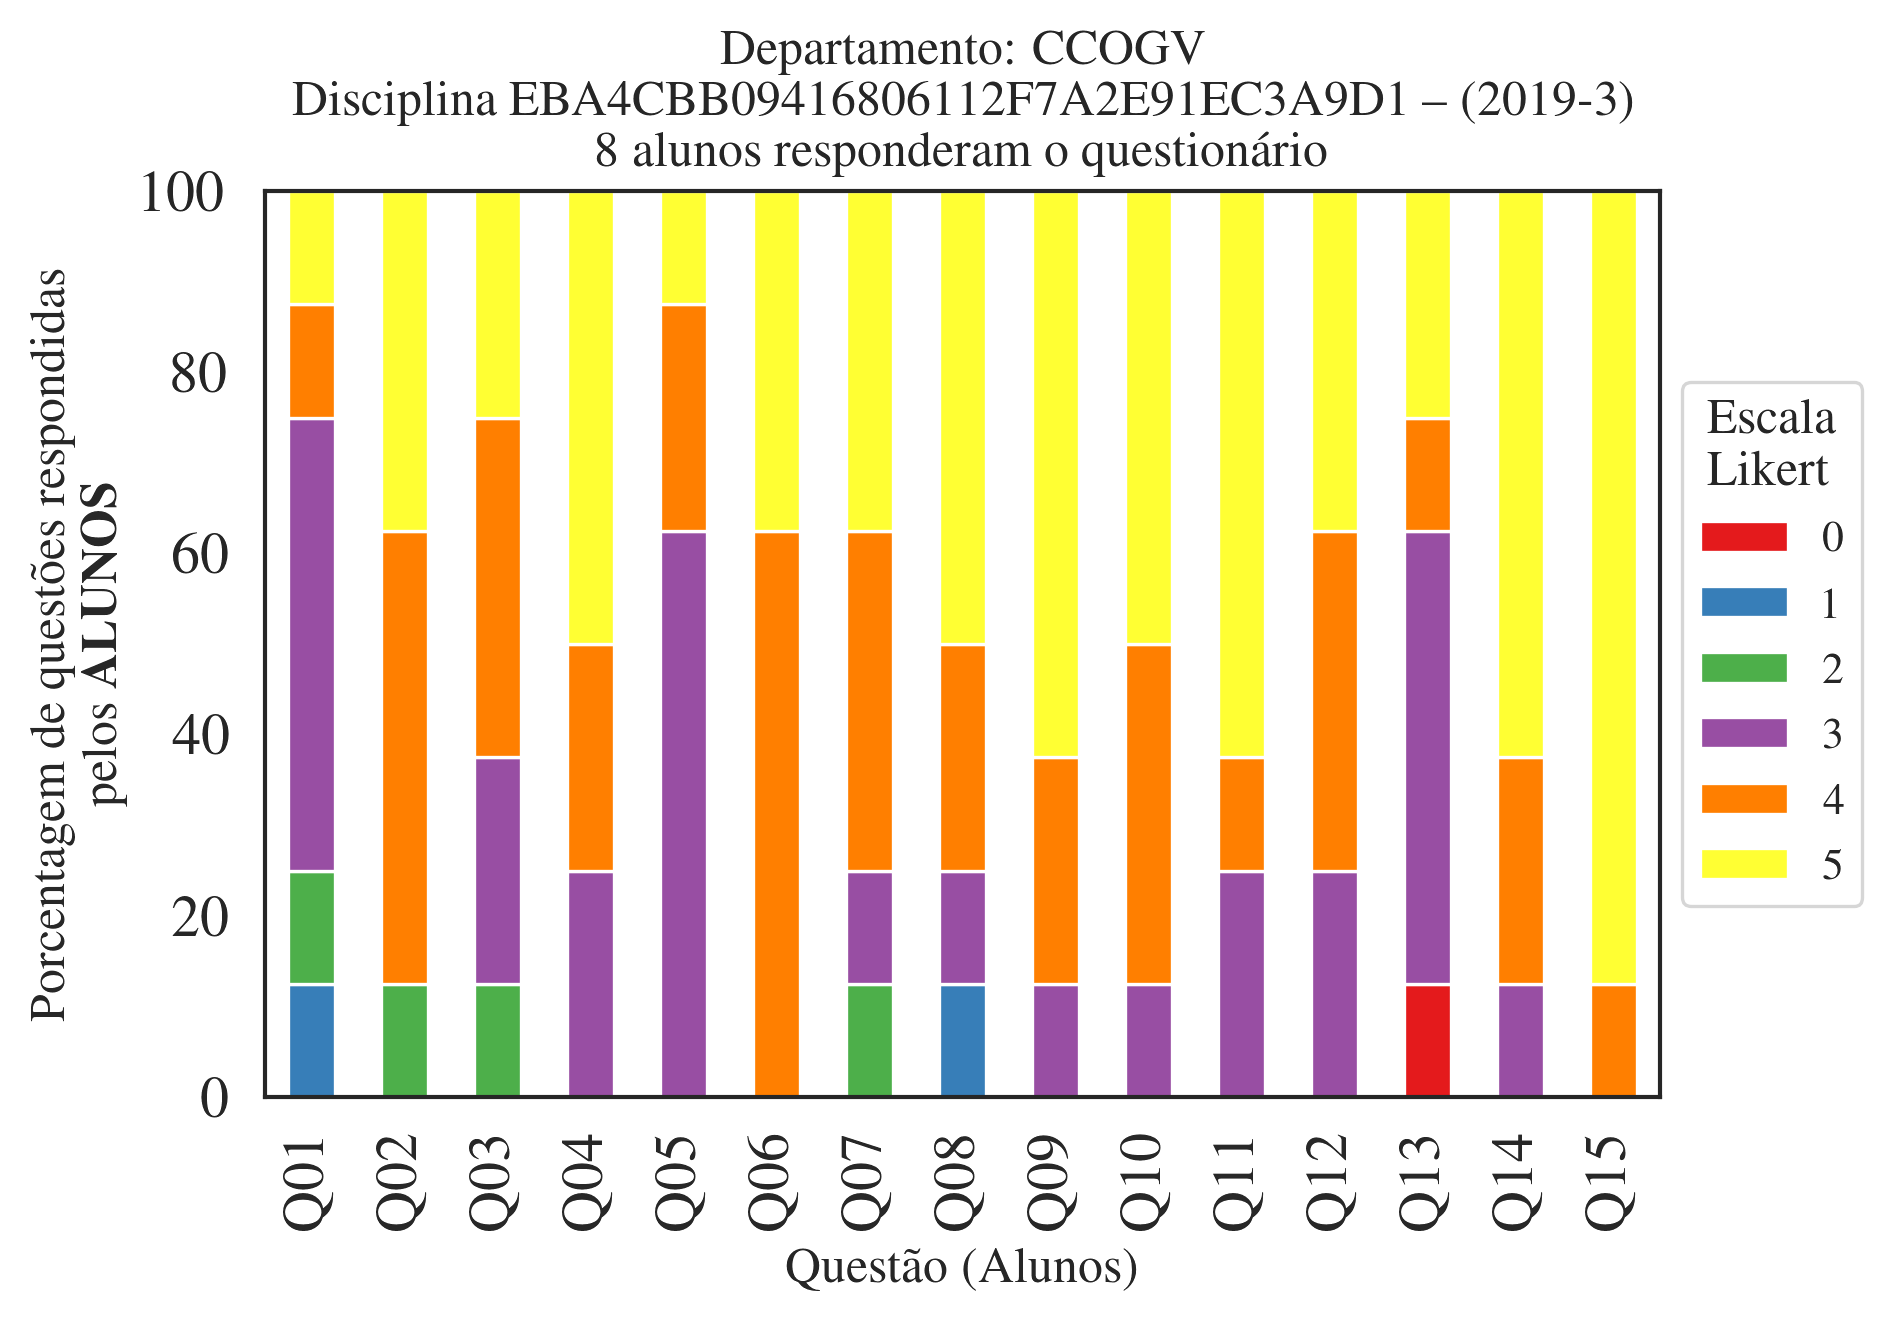 Departamento: CCOGV
Disciplina EBA4CBB09416806112F7A2E91EC3A9D1 – (2019-3)
8 alunos responderam o questionário
Porcentagem de questões respondidas
pelos ALUNOS
100
80
60
40
20
0
Q01
Q02
Q03
Q04
Q05
Q06
Q07
Q08
Q09
Q10
Q11
Q12
Q13
Q14
Q15
Questão (Alunos)
Escala
Likert
0
1
2
3
4
5